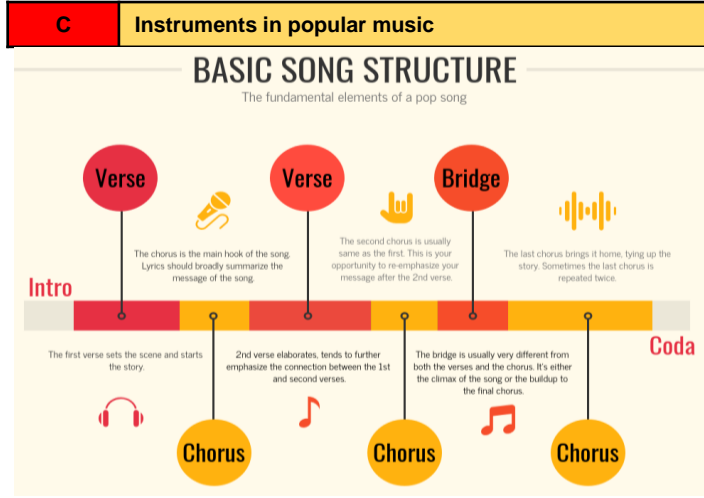 C
Instruments in popular music
BASIC SONG STRUCTURE
The fundamental elements of a pop song
Verse
Verse
Bridge
The chorus is the main hook of the song.
Lyrics should broadly summarize the
message of the song.
The second chorus is usually
same as the first. This is your
opportunity to re-emphasize your
message after the 2nd verse.
The last chorus brings it home, tying up the
story. Sometimes the last chorus is
repeated twice.
Intro
Coda
The first verse sets the scene and starts
the story.
2nd verse elaborates, tends to further
emphasize the connection between the 1st
and second verses.
The bridge is usually very different from
both the verses and the chorus. It's either
the climax of the song or the buildup to
the final chorus.
Chorus
Chorus
Chorus